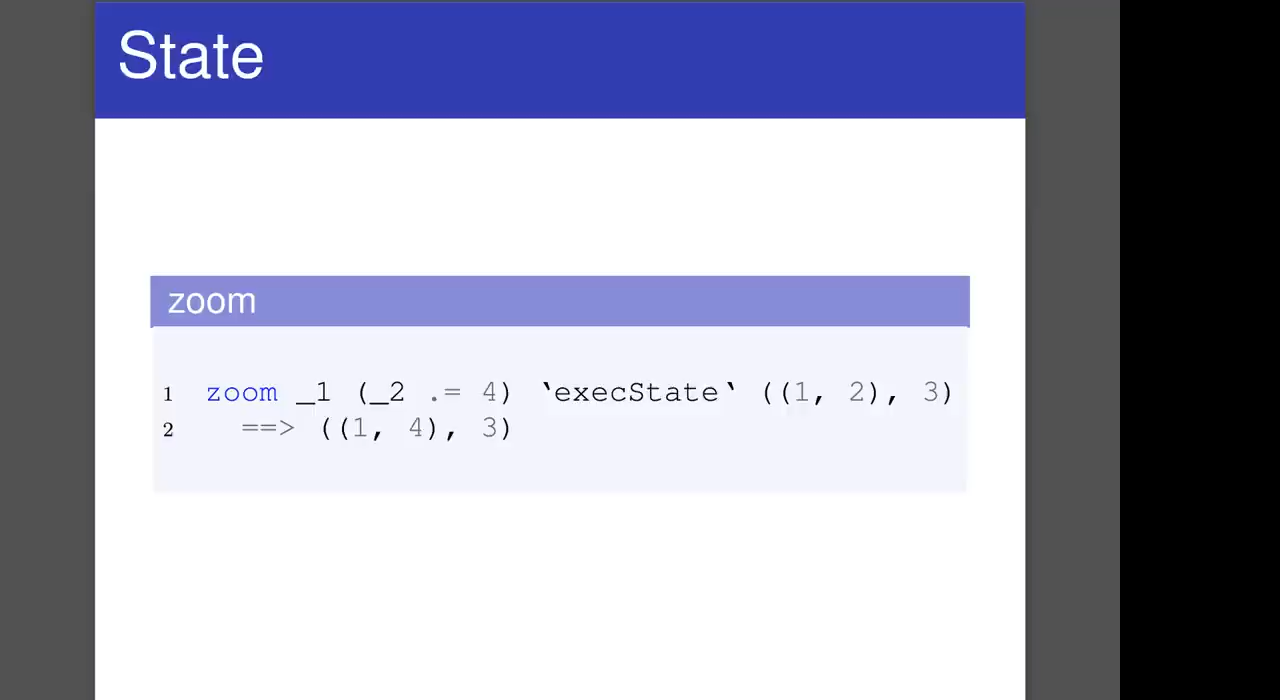 State
zoom
1 zoom _1 (_2 .= 4) `execState` ((1, 2), 3)
2 ==> ((1, 4), 3)